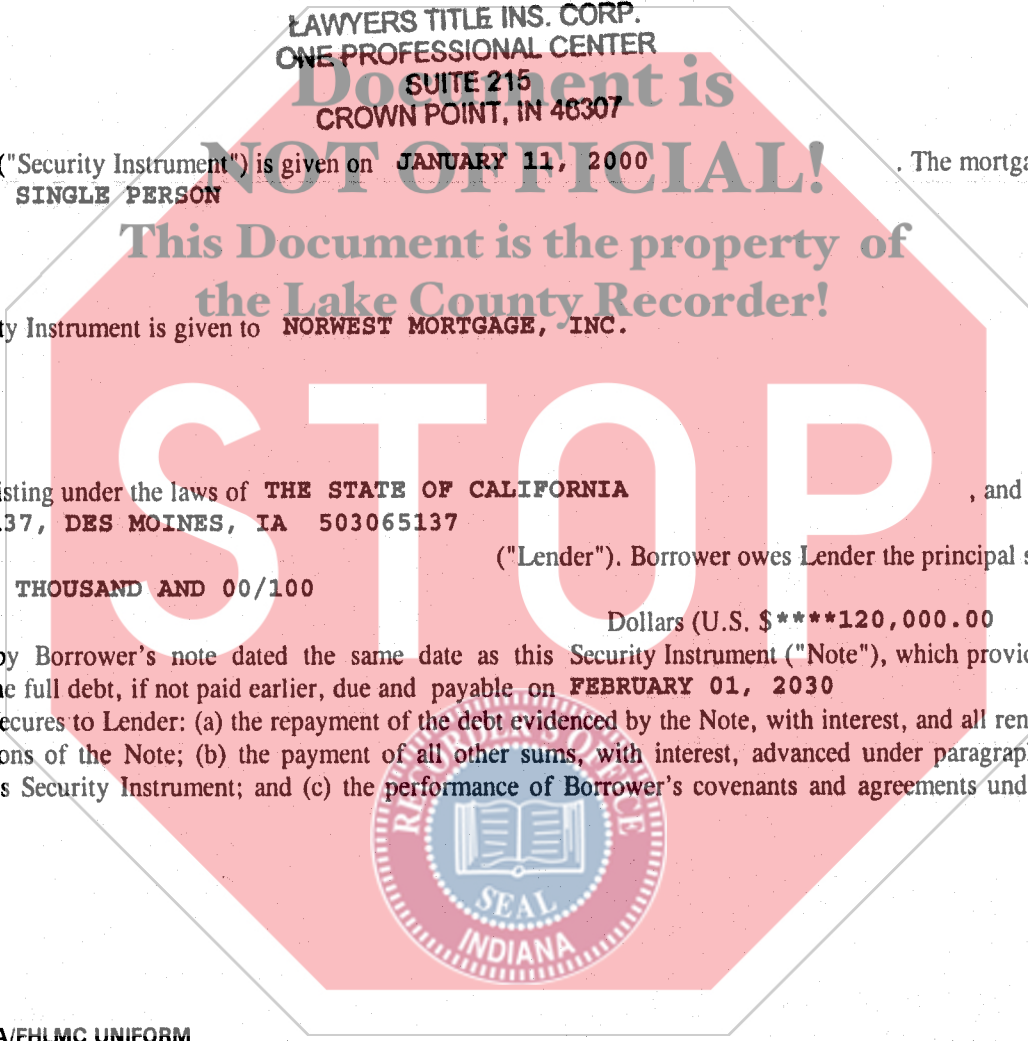 LAWYERS TITLE INS. CORP.
ONE PROFESSIONAL CENTER
SUITE 215
CROWN POINT, IN 46307
Document is
NOT OFFICIAL!
This Document is the property of
the Lake County Recorder!
("Security Instrument") is given on JANUARY 11, 2000 . The mortga
SINGLE PERSON
ty Instrument is given to NORWEST MORTGAGE, INC.
STOP
isting under the laws of THE STATE OF CALIFORNIA , and
37, DES MOINES, IA 503065137
("Lender"). Borrower owes Lender the principal s
THOUSAND AND 00/100
Dollars (U.S. $****120,000.00
by Borrower's note dated the same date as this Security Instrument ("Note"), which provid
e full debt, if not paid earlier, due and payable on FEBRUARY 01, 2030
ecures to Lender: (a) the repayment of the debt evidenced by the Note, with interest, and all ren
ons of the Note; (b) the payment of all other sums, with interest, advanced under paragrap
s Security Instrument; and (c) the performance of Borrower's covenants and agreements und
RECORDER'S OFFICE
SEAL
INDIANA
A/FHLMC UNIFORM